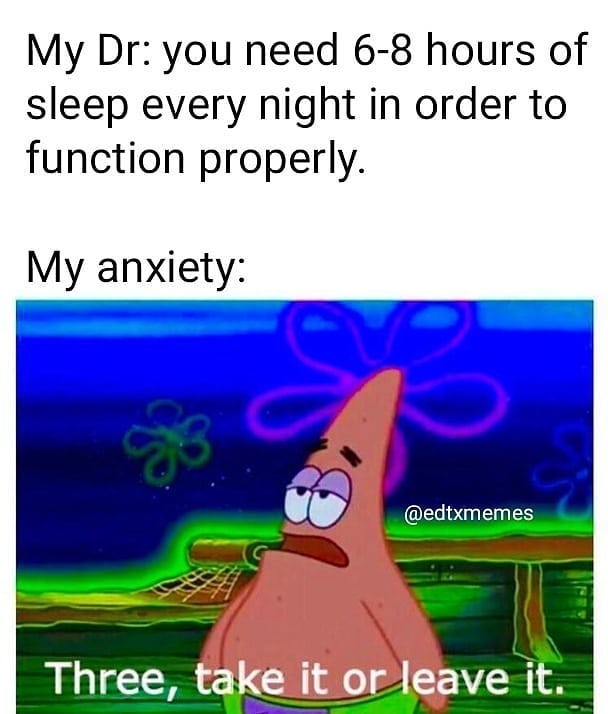 My Dr: you need 6-8 hours of
sleep every night in order to
function properly.
My anxiety:
@edtxmemes
Three, take it or leave it.